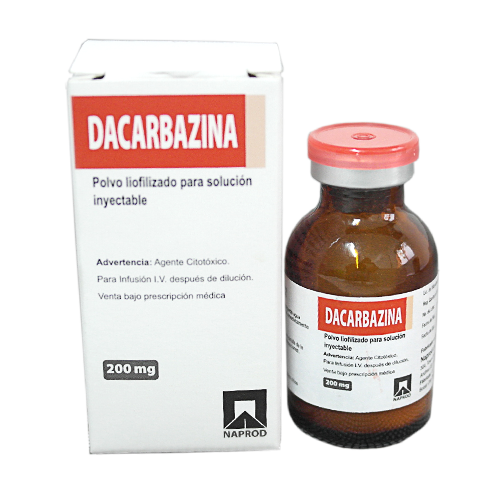 DACARBAZINA
Polvo liofilizado para solución
inyectable
Advertencia: Agente Citotóxico.
Para Infusión I.V. después de dilución.
Venta bajo prescripción médica
200 mg
NAPROD
DACARBAZINA
Polvo liofilizado para solución
inyectable
Advertencia: Agente Citotóxico.
Para Infusión I.V. después de dilución.
Venta bajo prescripción médica
200 mg
NAPROD